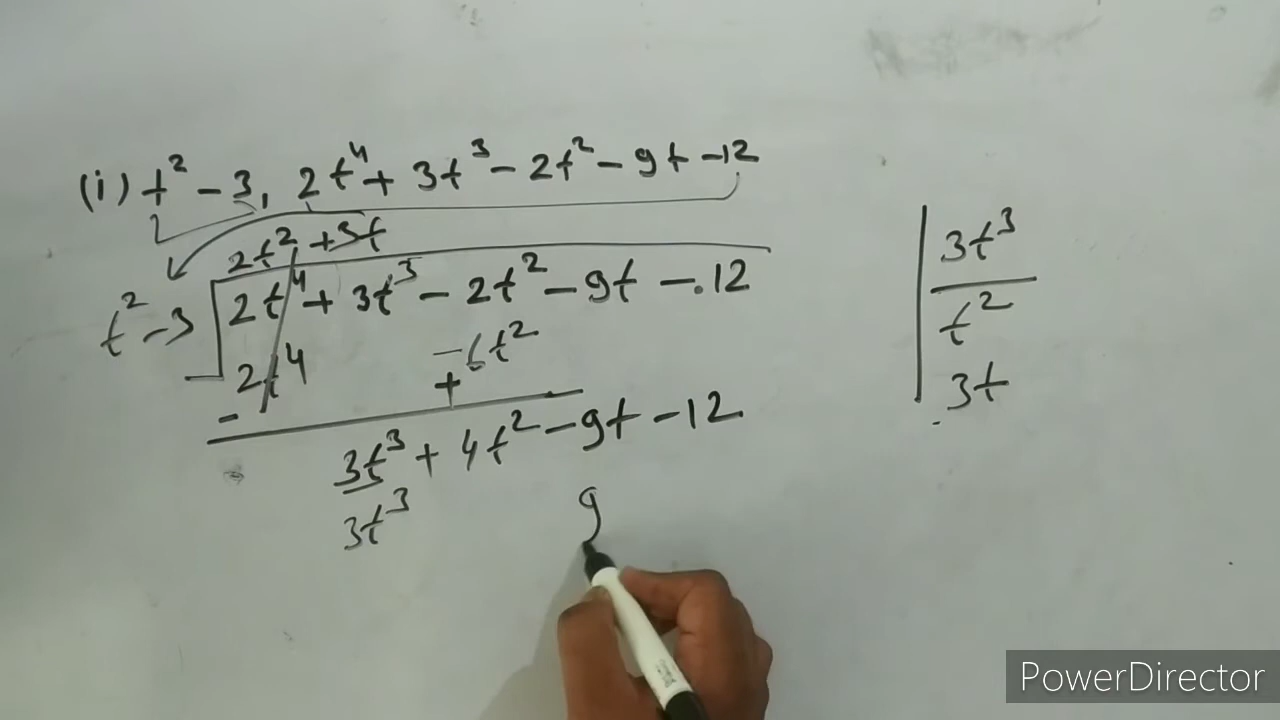 (i) t² - 3, 2t⁴ + 3t³ - 2t² - 9t - 12
2t² + 3t
t² - 3 2t⁴ + 3t³ - 2t² - 9t - .12
2t⁴ - 6t²
- +
3t³ + 4t² - 9t - 12
3t³ 9
3t³
t²
3t
PowerDirector